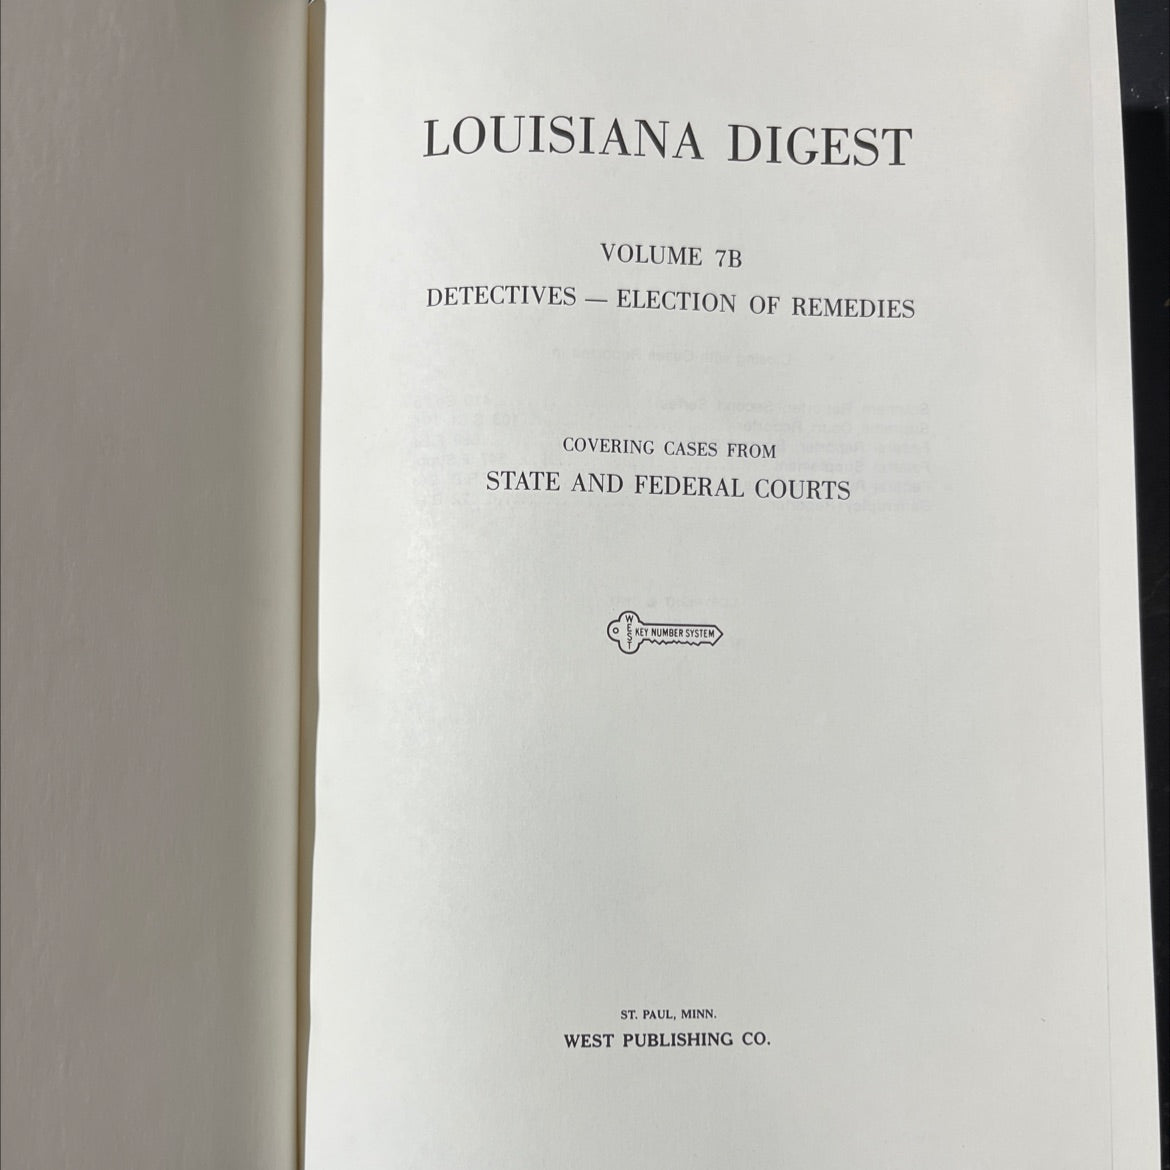 LOUISIANA DIGEST
VOLUME 7B
DETECTIVES — ELECTION OF REMEDIES
COVERING CASES FROM
STATE AND FEDERAL COURTS
WEST
KEY NUMBER SYSTEM
ST. PAUL, MINN.
WEST PUBLISHING CO.